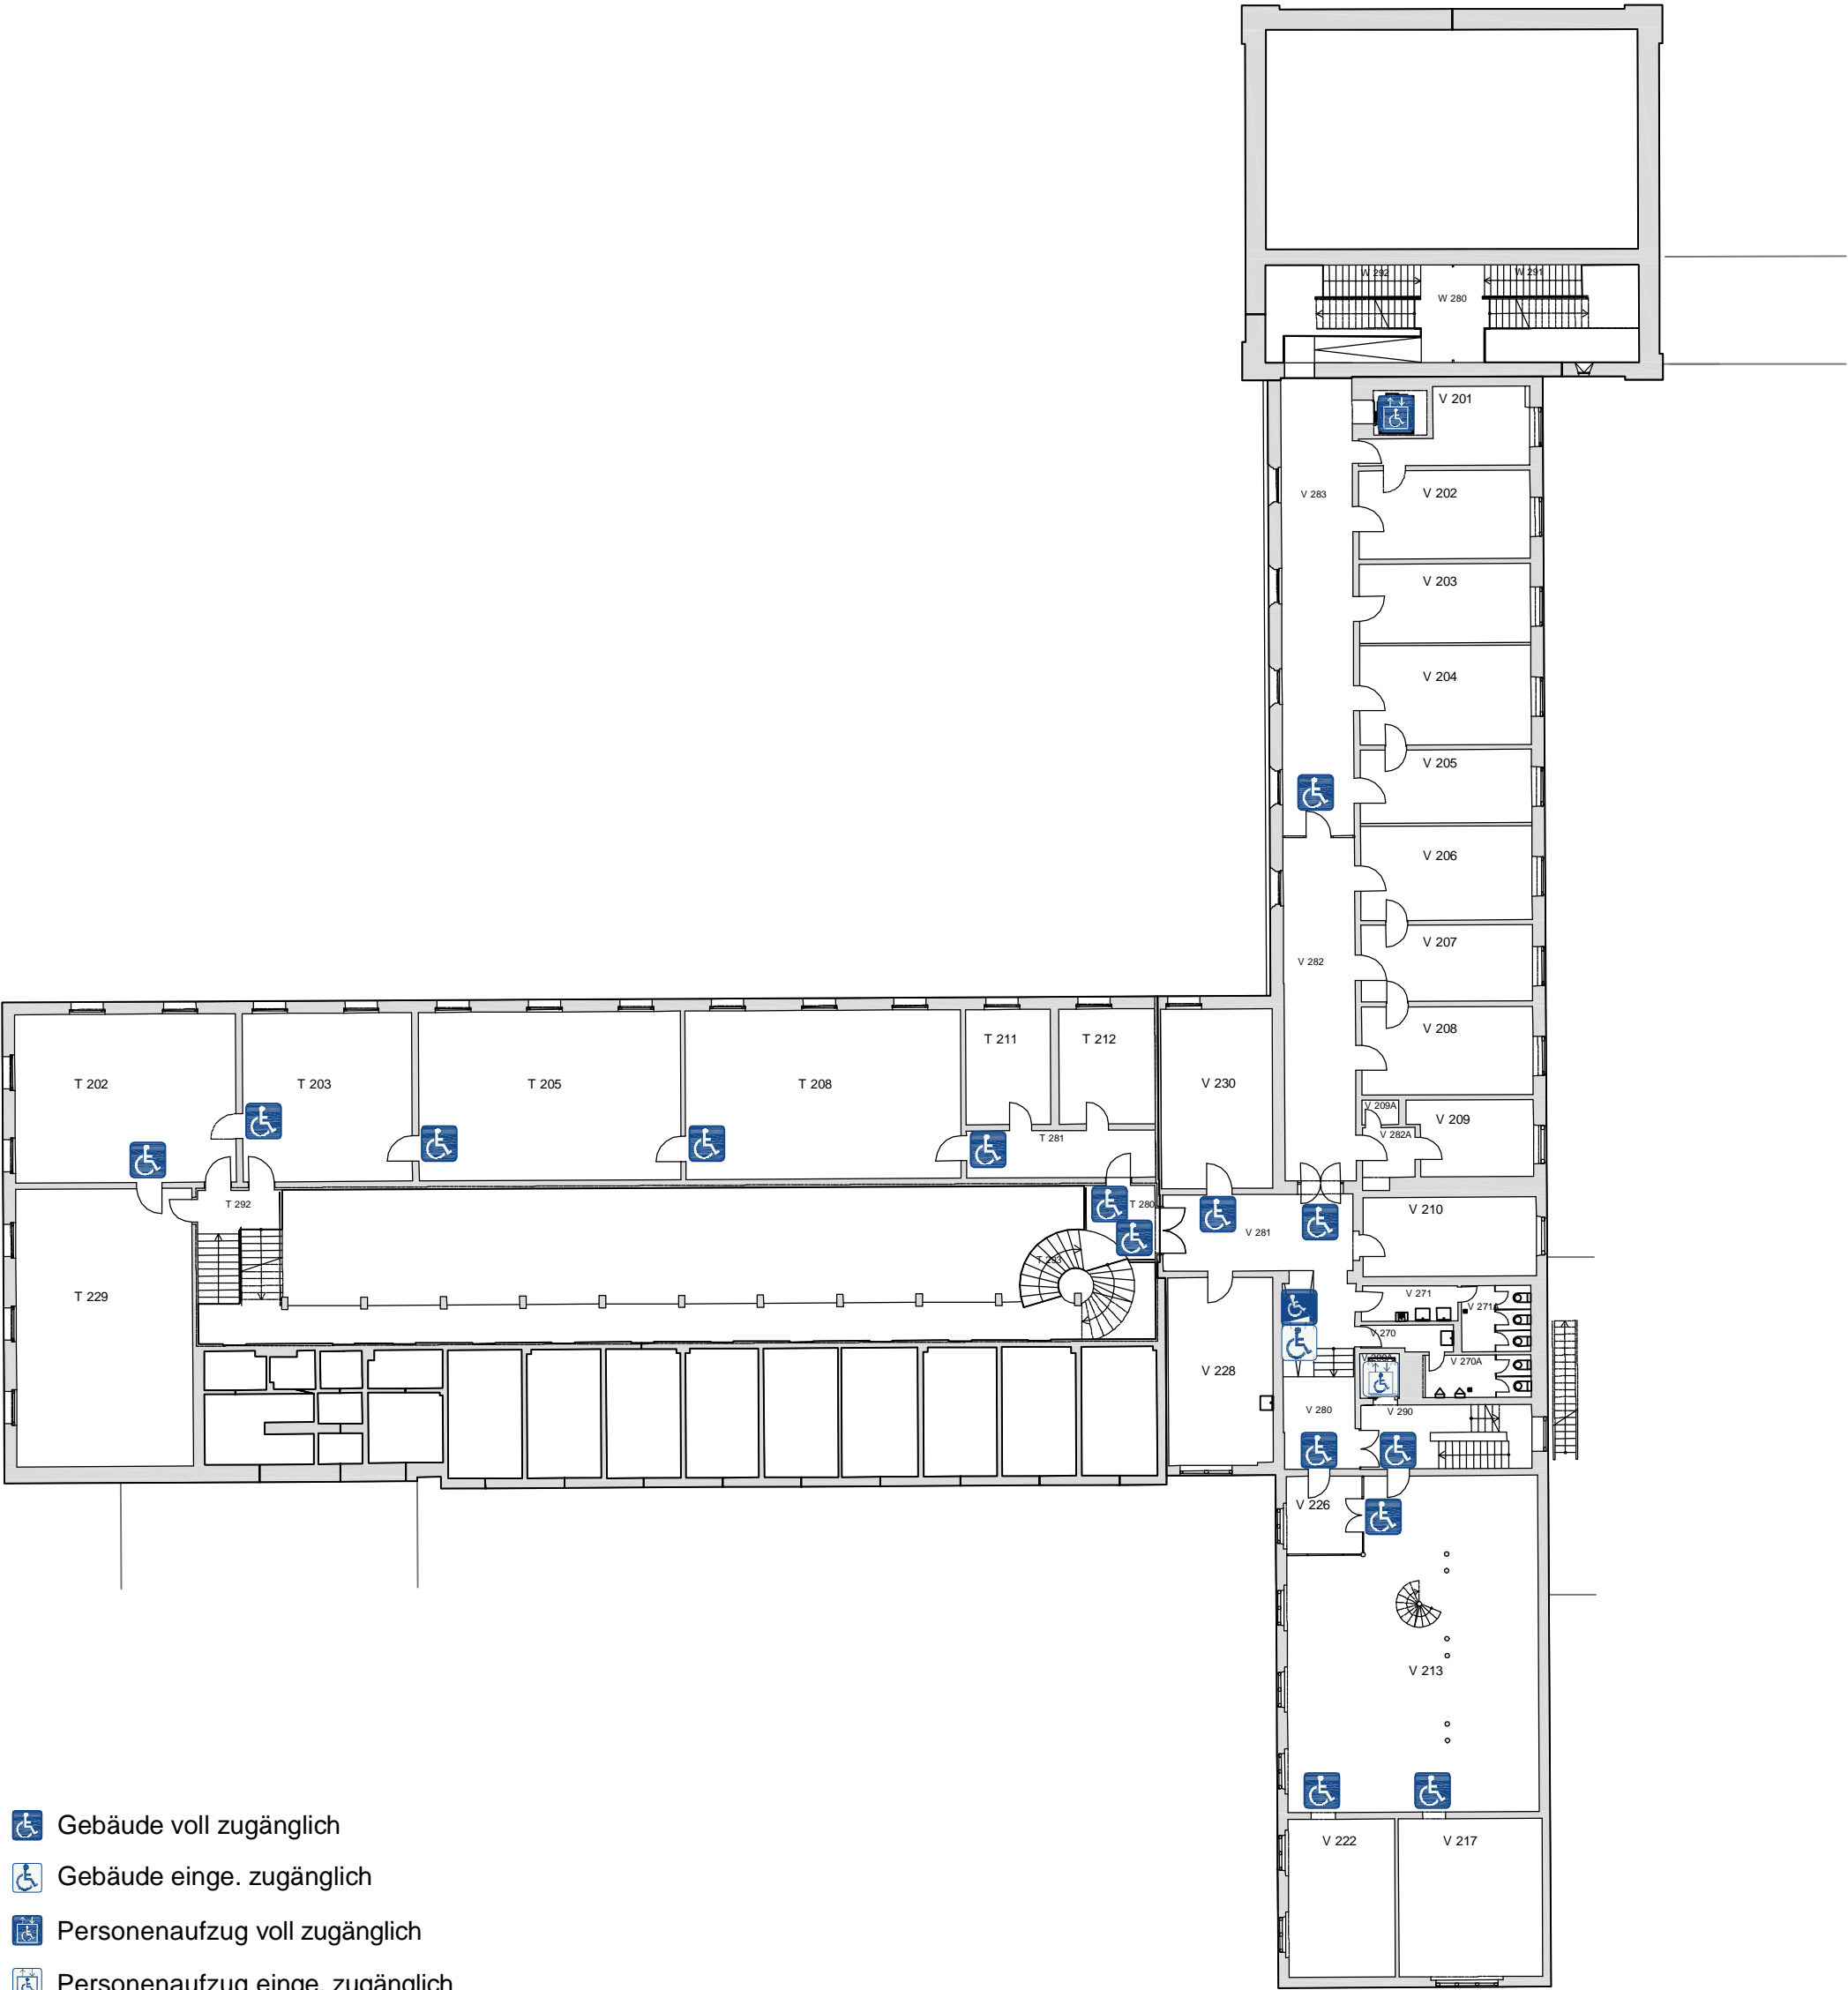 W 292
W 291
W 280
V 201
V 283
V 202
V 203
V 204
V 205
V 206
V 207
V 282
V 208
T 211
T 212
T 202
T 203
T 205
T 208
V 230
V 209A
V 209
V 282A
T 281
T 292
T 280
V 210
V 281
T 293
T 229
V 271
V 271A
V 270
V 270A
V 228
V 280
V 290
V 226
V 213
V 222
V 217
Gebäude voll zugänglich
Gebäude einge. zugänglich
Personenaufzug voll zugänglich
Personenaufzug einge. zugänglich